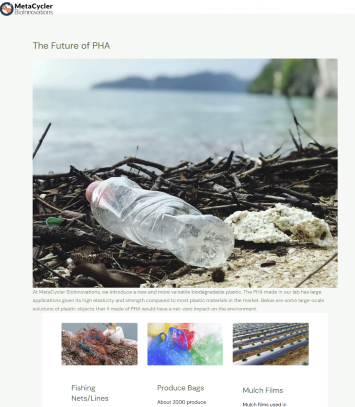 MetaCycler
BioInnovations
The Future of PHA
At MetaCycler BioInnovations, we introduce a new and more versatile biodegradable plastic. The PHA made in our lab has large
applications given its high elasticity and strength compared to most plastic materials in the market. Below are some large-scale
solutions of plastic objects that if made of PHA would have a net-zero impact on the environment.
Fishing
Nets/Lines
Produce Bags
Mulch Films
About 2000 produce
Mulch films used in